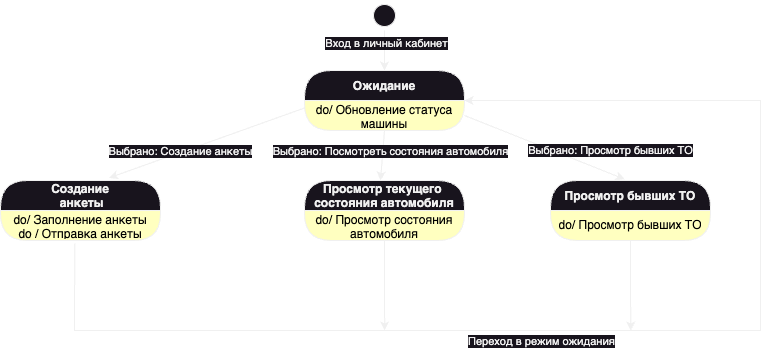 Вход в личный кабинет
Ожидание
do/ Обновление статуса
машины
Выбрано: Создание анкеты
Выбрано: Посмотреть состояния автомобиля
Выбрано: Просмотр бывших ТО
Создание
анкеты
do/ Заполнение анкеты
do / Отправка анкеты
Просмотр текущего
состояния автомобиля
do/ Просмотр состояния
автомобиля
Просмотр бывших ТО
do/ Просмотр бывших ТО
Переход в режим ожидания